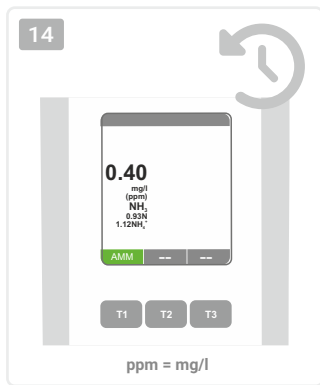 14
0.40
mg/l
(ppm)
NH₃
0.93N
1.12NH₄⁺
AMM -- --
T1 T2 T3
ppm = mg/l